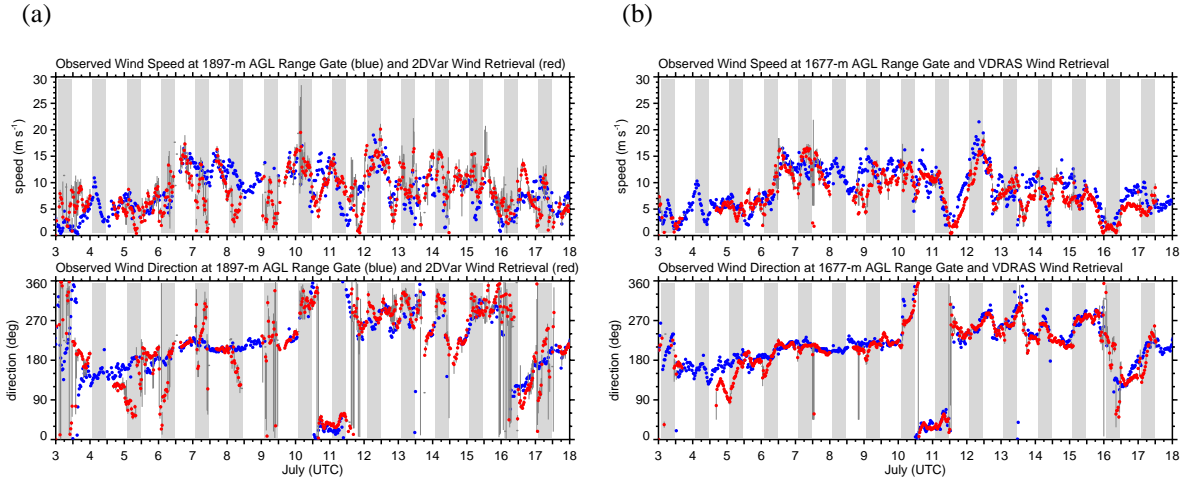 (a)
Observed Wind Speed at 1897-m AGL Range Gate (blue) and 2DVar Wind Retrieval (red)
30
25
20
15
10
5
0
speed (m s⁻¹)
3 4 5 6 7 8 9 10 11 12 13 14 15 16 17 18
Observed Wind Direction at 1897-m AGL Range Gate (blue) and 2DVar Wind Retrieval (red)
360
270
180
90
0
direction (deg)
3 4 5 6 7 8 9 10 11 12 13 14 15 16 17 18
July (UTC)
(b)
Observed Wind Speed at 1677-m AGL Range Gate and VDRAS Wind Retrieval
30
25
20
15
10
5
0
speed (m s⁻¹)
3 4 5 6 7 8 9 10 11 12 13 14 15 16 17 18
Observed Wind Direction at 1677-m AGL Range Gate and VDRAS Wind Retrieval
360
270
180
90
0
direction (deg)
3 4 5 6 7 8 9 10 11 12 13 14 15 16 17 18
July (UTC)